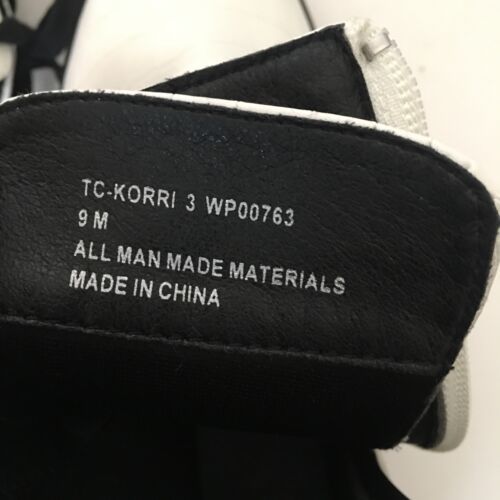 TC-KORRI 3 WP00763
9 M
ALL MAN MADE MATERIALS
MADE IN CHINA